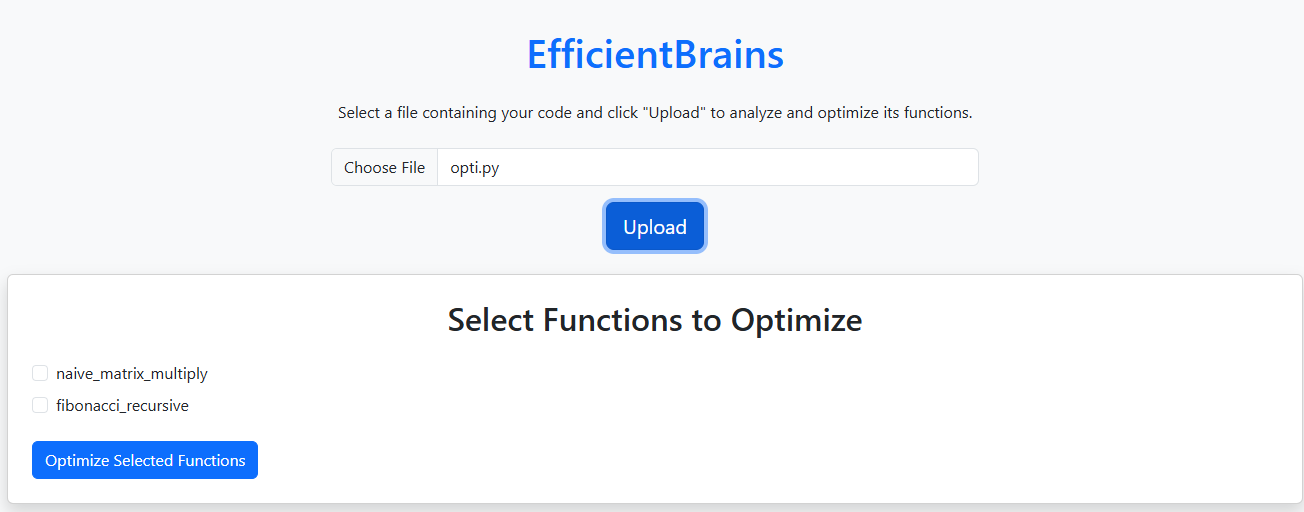 EfficientBrains
Select a file containing your code and click "Upload" to analyze and optimize its functions.
Choose File opti.py
Upload
Select Functions to Optimize
naive_matrix_multiply
fibonacci_recursive
Optimize Selected Functions